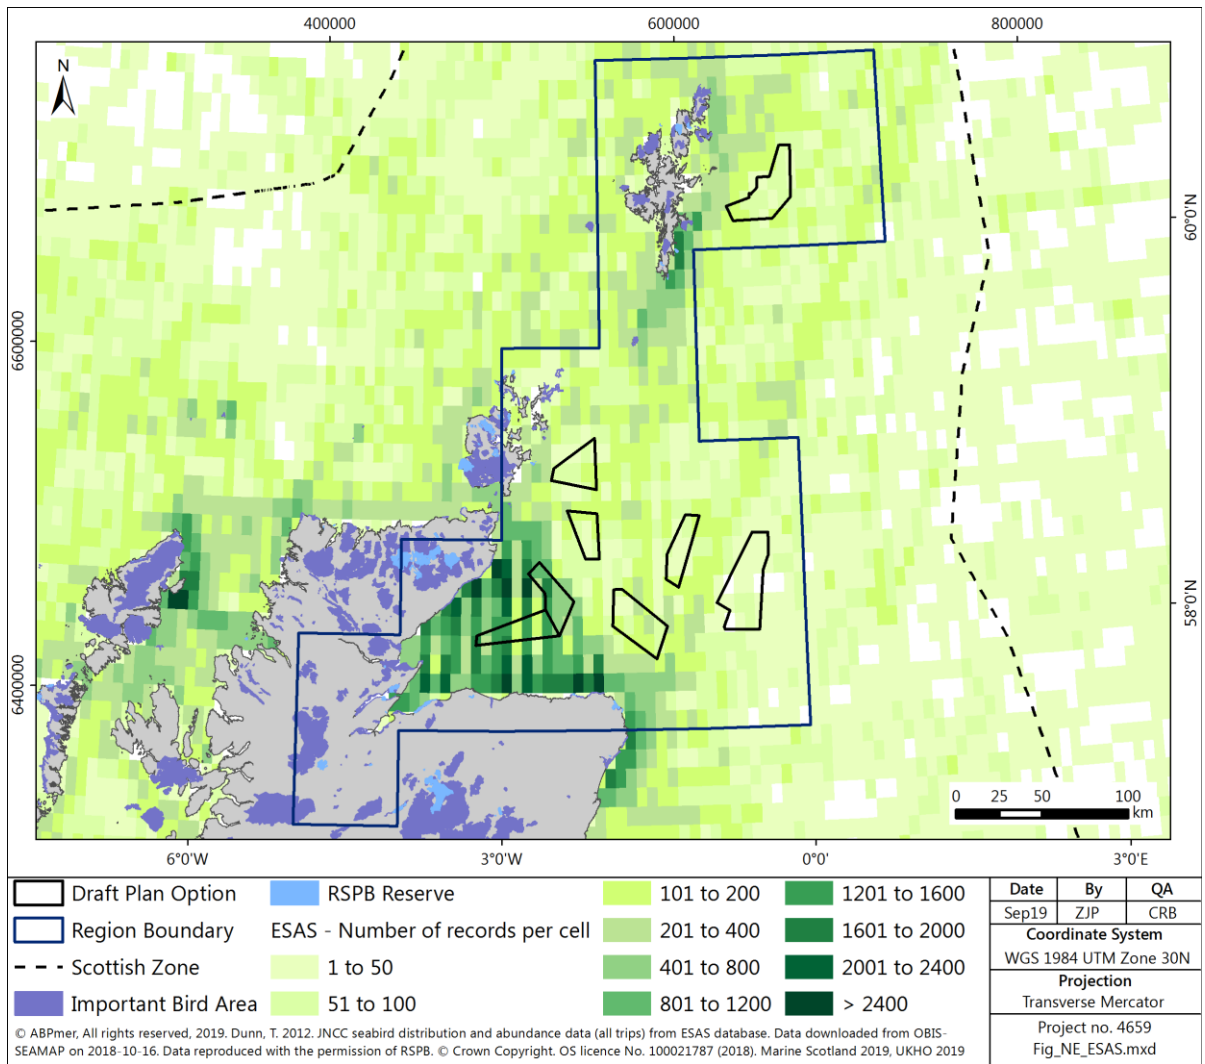 400000 600000 800000
N
6600000
6400000
60°0'N
58°0'N
0 25 50 100
km
6°0'W 3°0'W 0°0' 3°0'E
Draft Plan Option
Region Boundary
Scottish Zone
Important Bird Area
RSPB Reserve
ESAS - Number of records per cell
1 to 50
51 to 100
101 to 200
201 to 400
401 to 800
801 to 1200
1201 to 1600
1601 to 2000
2001 to 2400
> 2400
Date By QA
Sep19 ZJP CRB
Coordinate System
WGS 1984 UTM Zone 30N
Projection
Transverse Mercator
Project no. 4659
Fig_NE_ESAS.mxd
© ABPmer, All rights reserved, 2019. Dunn, T. 2012. JNCC seabird distribution and abundance data (all trips) from ESAS database. Data downloaded from OBIS-
SEAMAP on 2018-10-16. Data reproduced with the permission of RSPB. © Crown Copyright. OS licence No. 100021787 (2018). Marine Scotland 2019, UKHO 2019